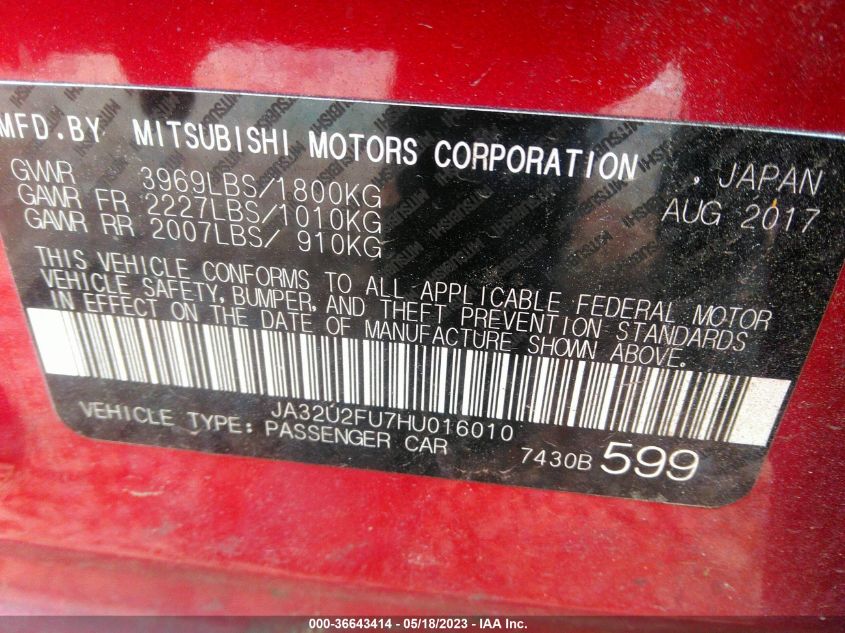 MFD.BY MITSUBISHI MOTORS CORPORATION , JAPAN
GVWR 3969LBS/1800KG AUG 2017
GAWR FR 2227LBS/1010KG
GAWR RR 2007LBS/ 910KG
THIS VEHICLE CONFORMS TO ALL APPLICABLE FEDERAL MOTOR
VEHICLE SAFETY, BUMPER, AND THEFT PREVENTION STANDARDS
IN EFFECT ON THE DATE OF MANUFACTURE SHOWN ABOVE.
JA32U2FU7HU016010
VEHICLE TYPE: PASSENGER CAR 7430B 599
000-36643414 - 05/18/2023 - IAA Inc.